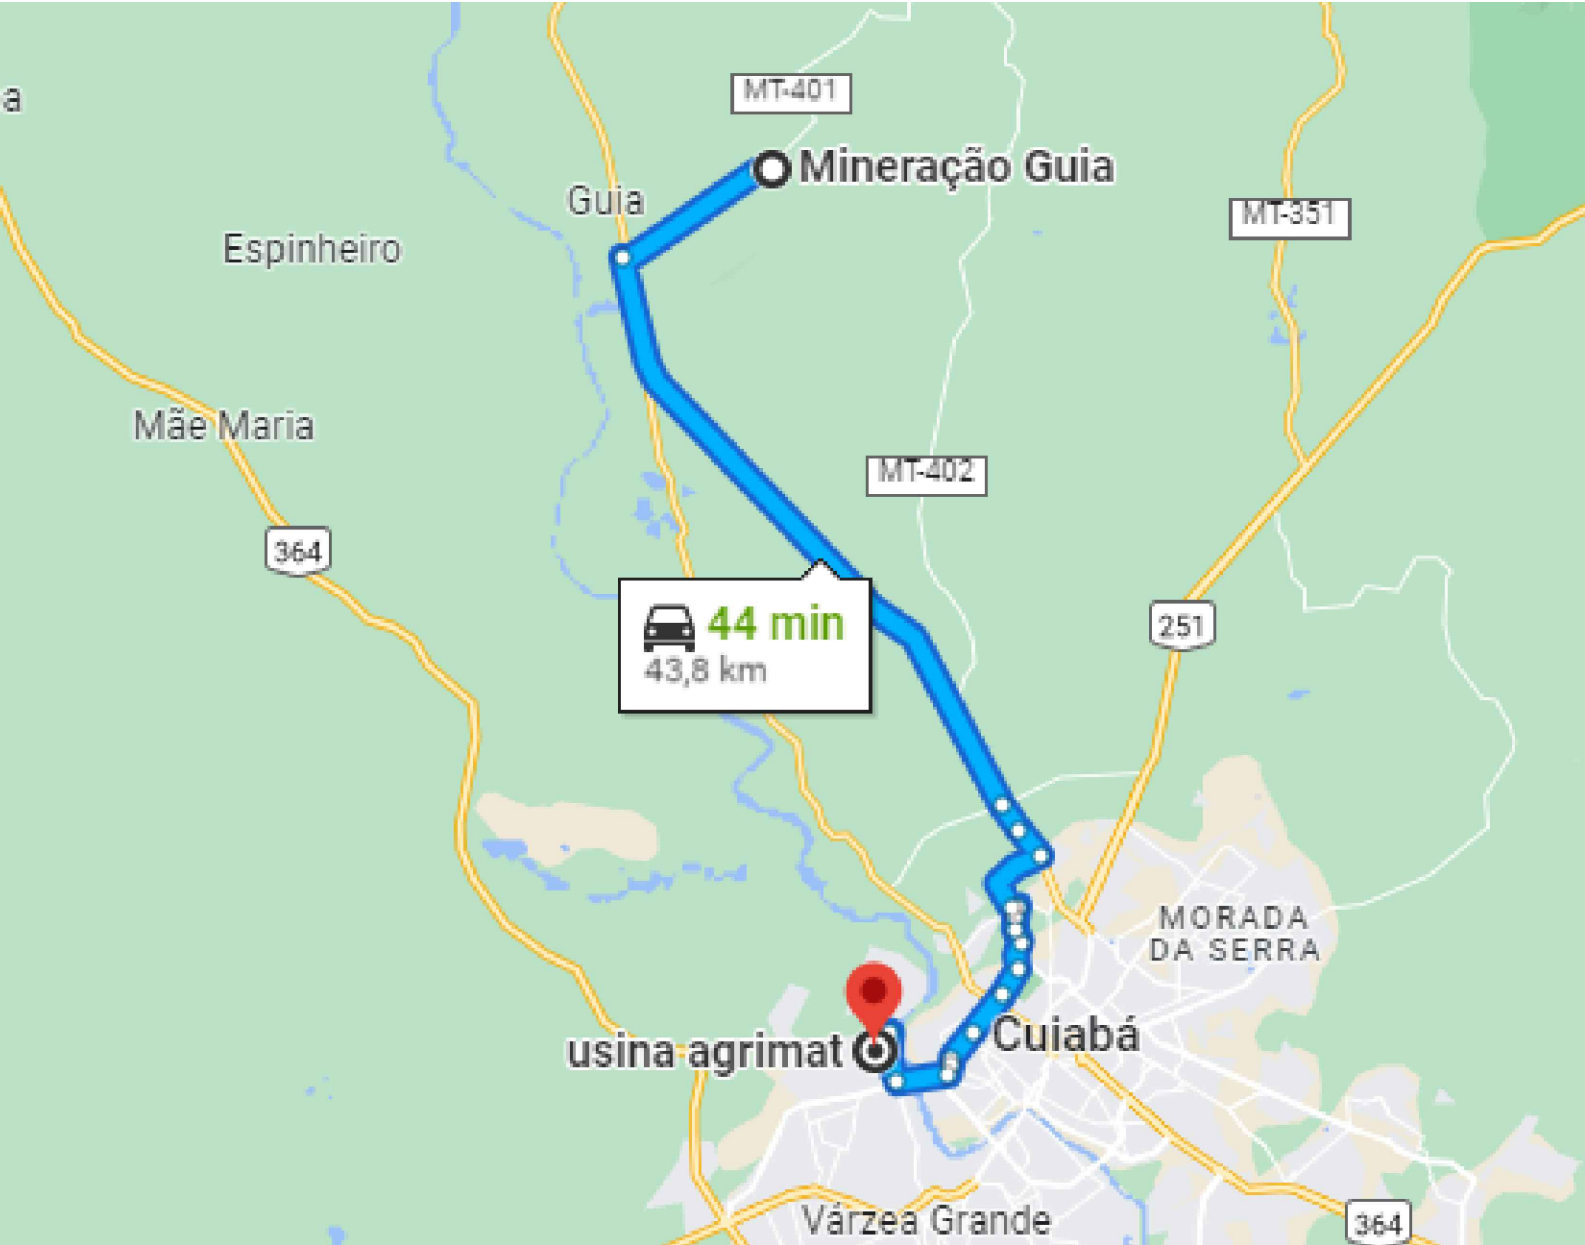 a
MT-401
Mineração Guia
Guia
MT-351
Espinheiro
Mãe Maria
MT-402
364
44 min
43,8 km
251
MORADA
DA SERRA
usina agrimat
Cuiabá
Várzea Grande
364